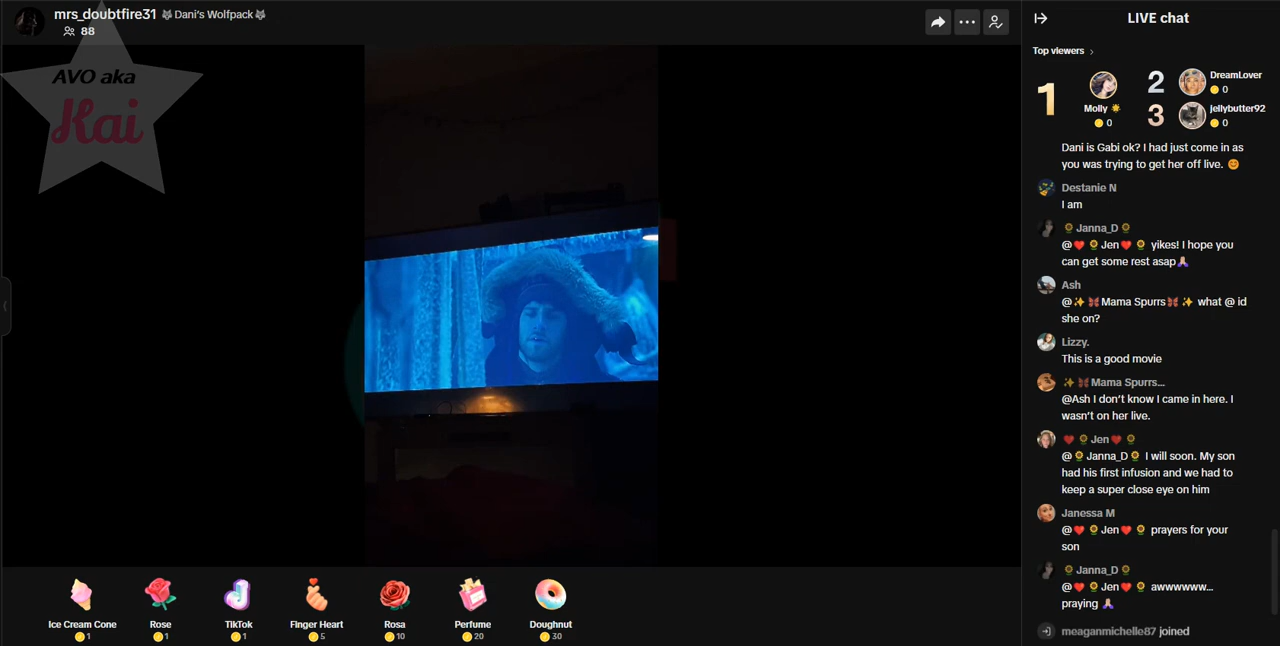 mrs_doubtfire31 🐺Dani's Wolfpack🐺
88
AVO aka
Kai
LIVE chat
Top viewers >
1
Molly ☀️
0
2
DreamLover
0
3
jellybutter92
0
Dani is Gabi ok? I had just come in as
you was trying to get her off live. 😊
Destanie N
I am
🌻Janna_D🌻
@❤️🌻Jen❤️🌻 yikes! I hope you
can get some rest asap🙏🏼
Ash
@✨🦋Mama Spurrs🦋✨ what @ id
she on?
Lizzy.
This is a good movie
✨🦋Mama Spurrs...
@Ash I don't know I came in here. I
wasn't on her live.
❤️🌻Jen❤️🌻
@🌻Janna_D🌻 I will soon. My son
had his first infusion and we had to
keep a super close eye on him
Janessa M
@❤️🌻Jen❤️🌻 prayers for your
son
🌻Janna_D🌻
@❤️🌻Jen❤️🌻 awwwwww...
praying 🙏🏼
meaganmichelle87 joined
Ice Cream Cone
1
Rose
1
TikTok
1
Finger Heart
5
Rosa
10
Perfume
20
Doughnut
30